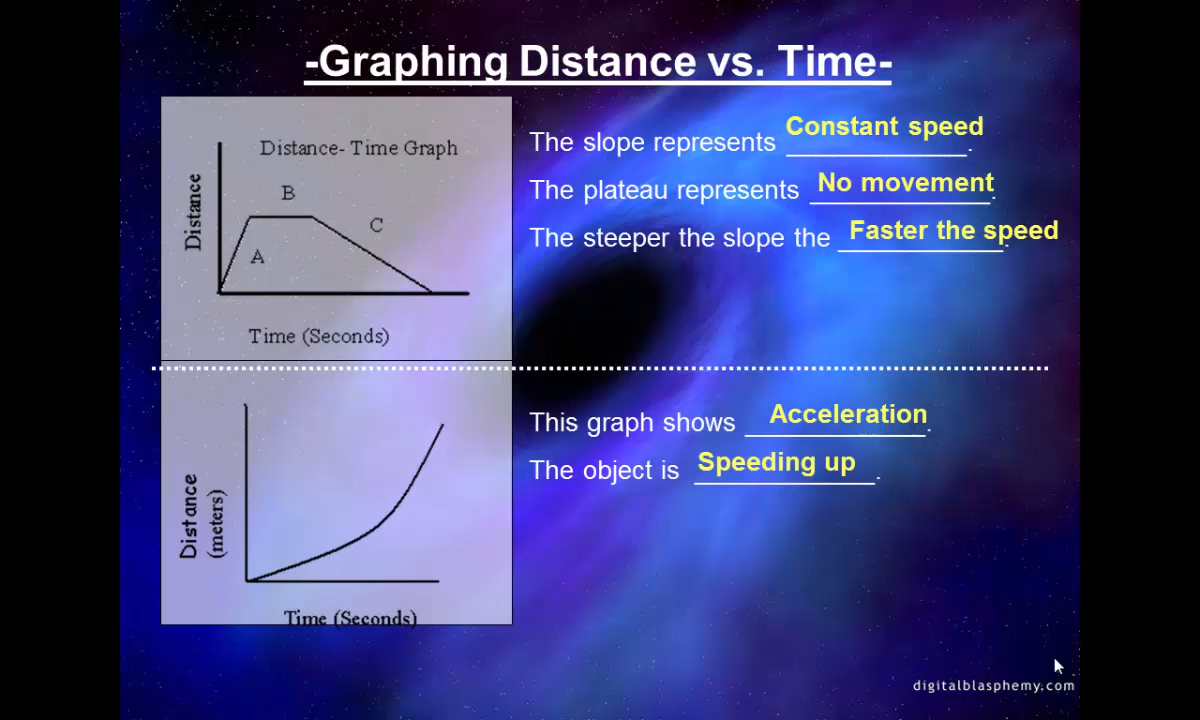 -Graphing Distance vs. Time-
Distance- Time Graph
Distance
A
B
C
Time (Seconds)
The slope represents Constant speed.
The plateau represents No movement.
The steeper the slope the Faster the speed.
Distance
(meters)
Time (Seconds)
This graph shows Acceleration.
The object is Speeding up.
digitalblasphemy.com